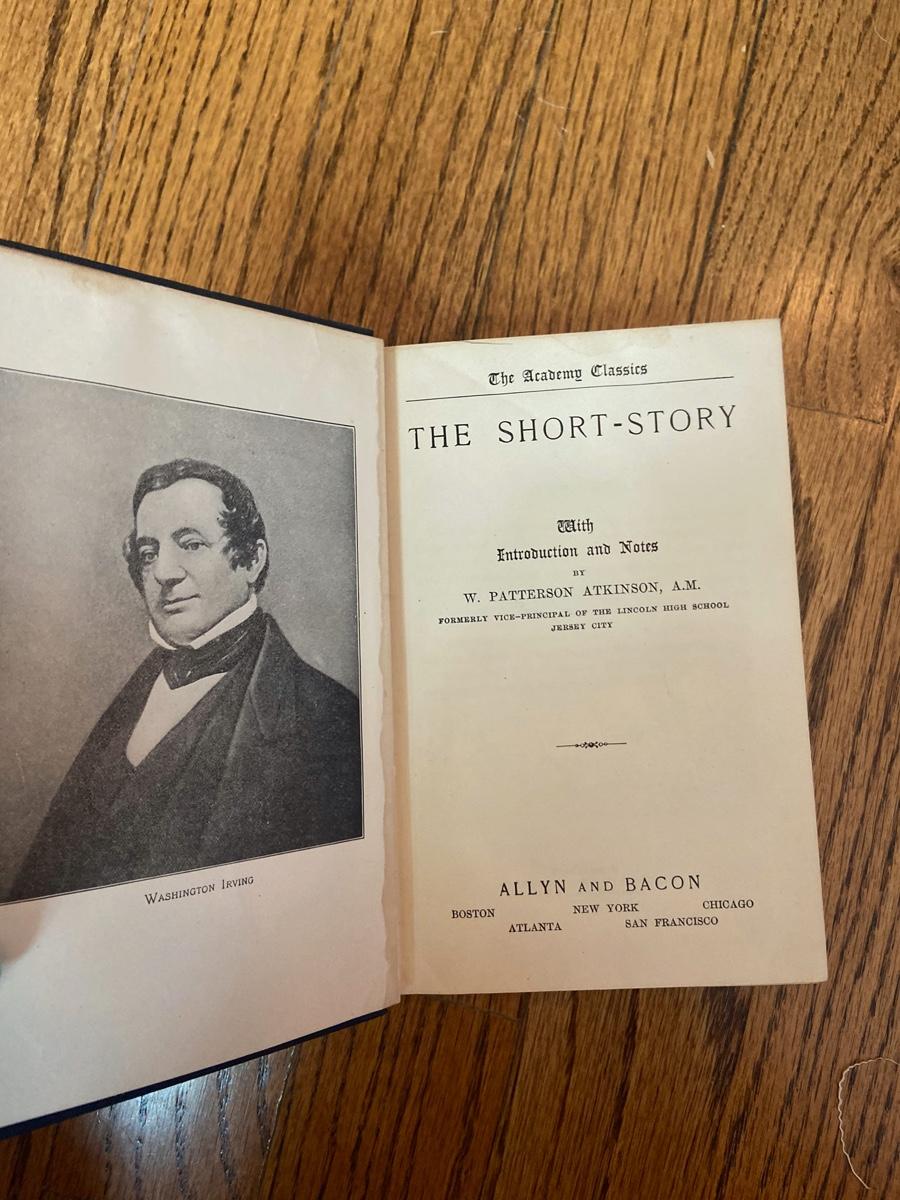 Washington Irving
The Academy Classics
THE SHORT-STORY
With
Introduction and Notes
BY
W. PATTERSON ATKINSON, A.M.
FORMERLY VICE-PRINCIPAL OF THE LINCOLN HIGH SCHOOL
JERSEY CITY
ALLYN AND BACON
BOSTON NEW YORK CHICAGO
ATLANTA SAN FRANCISCO